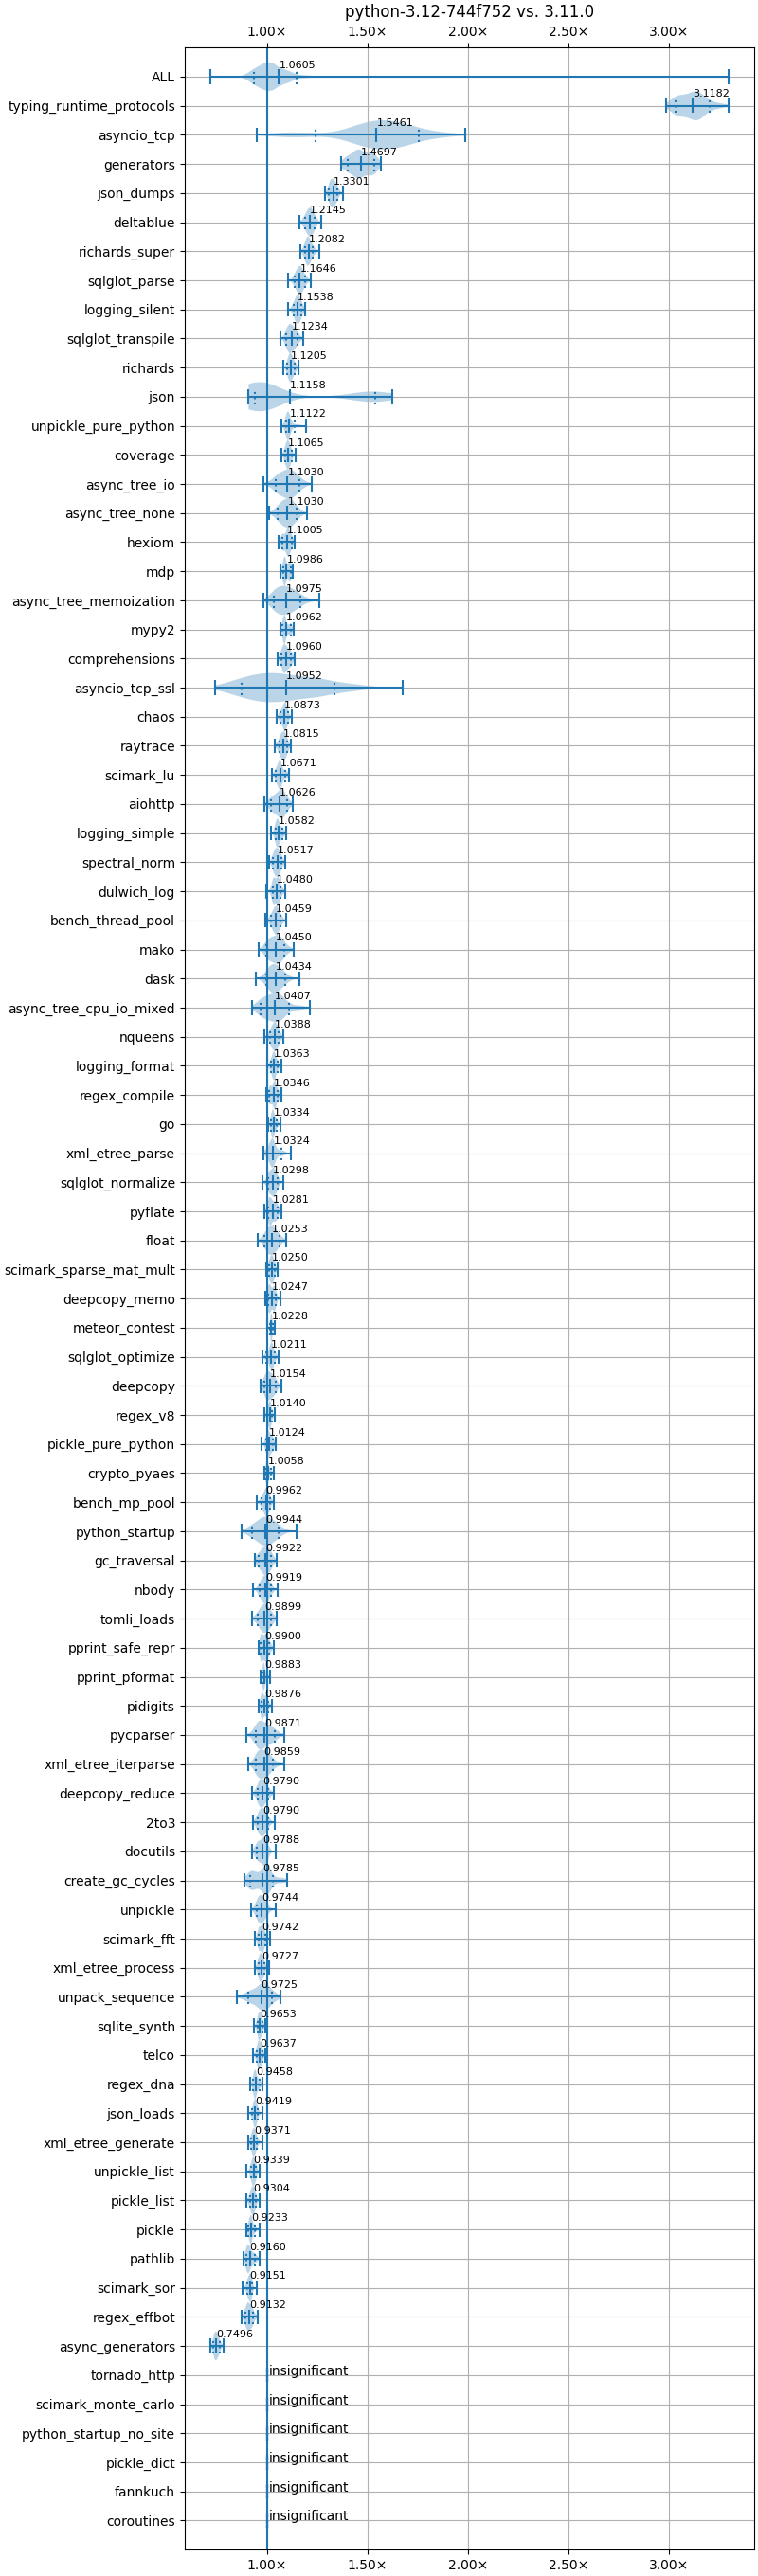 python-3.12-744f752 vs. 3.11.0
1.00× 1.50× 2.00× 2.50× 3.00×
ALL 1.0605
typing_runtime_protocols 3.1182
asyncio_tcp 1.5461
generators 1.4697
json_dumps 1.3301
deltablue 1.2145
richards_super 1.2082
sqlglot_parse 1.1646
logging_silent 1.1538
sqlglot_transpile 1.1234
richards 1.1205
json 1.1158
unpickle_pure_python 1.1122
coverage 1.1065
async_tree_io 1.1030
async_tree_none 1.1030
hexiom 1.1005
mdp 1.0986
async_tree_memoization 1.0975
mypy2 1.0962
comprehensions 1.0960
asyncio_tcp_ssl 1.0952
chaos 1.0873
raytrace 1.0815
scimark_lu 1.0671
aiohttp 1.0626
logging_simple 1.0582
spectral_norm 1.0517
dulwich_log 1.0480
bench_thread_pool 1.0459
mako 1.0450
dask 1.0434
async_tree_cpu_io_mixed 1.0407
nqueens 1.0388
logging_format 1.0363
regex_compile 1.0346
go 1.0334
xml_etree_parse 1.0324
sqlglot_normalize 1.0298
pyflate 1.0281
float 1.0253
scimark_sparse_mat_mult 1.0250
deepcopy_memo 1.0247
meteor_contest 1.0228
sqlglot_optimize 1.0211
deepcopy 1.0154
regex_v8 1.0140
pickle_pure_python 1.0124
crypto_pyaes 1.0058
bench_mp_pool 0.9962
python_startup 0.9944
gc_traversal 0.9922
nbody 0.9919
tomli_loads 0.9899
pprint_safe_repr 0.9900
pprint_pformat 0.9883
pidigits 0.9876
pycparser 0.9871
xml_etree_iterparse 0.9859
deepcopy_reduce 0.9790
2to3 0.9790
docutils 0.9788
create_gc_cycles 0.9785
unpickle 0.9744
scimark_fft 0.9742
xml_etree_process 0.9727
unpack_sequence 0.9725
sqlite_synth 0.9653
telco 0.9637
regex_dna 0.9458
json_loads 0.9419
xml_etree_generate 0.9371
unpickle_list 0.9339
pickle_list 0.9304
pickle 0.9233
pathlib 0.9160
scimark_sor 0.9151
regex_effbot 0.9132
async_generators 0.7496
tornado_http insignificant
scimark_monte_carlo insignificant
python_startup_no_site insignificant
pickle_dict insignificant
fannkuch insignificant
coroutines insignificant
1.00× 1.50× 2.00× 2.50× 3.00×